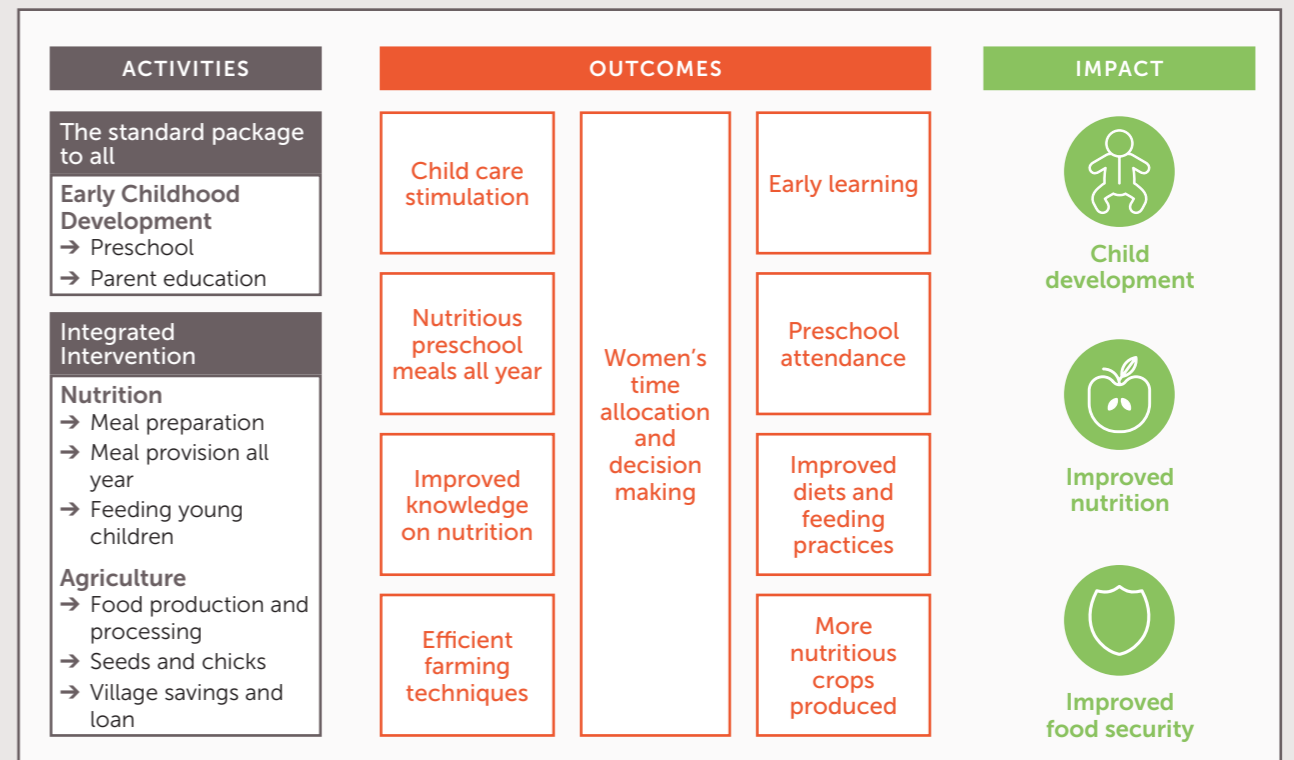 ACTIVITIES
The standard package
to all
Early Childhood
Development
→ Preschool
→ Parent education
Integrated
Intervention
Nutrition
→ Meal preparation
→ Meal provision all
year
→ Feeding young
children
Agriculture
→ Food production and
processing
→ Seeds and chicks
→ Village savings and
loan
OUTCOMES
Child care
stimulation
Nutritious
preschool
meals all year
Improved
knowledge
on nutrition
Efficient
farming
techniques
Women's
time
allocation
and
decision
making
Early learning
Preschool
attendance
Improved
diets and
feeding
practices
More
nutritious
crops
produced
IMPACT
Child
development
Improved
nutrition
Improved
food security